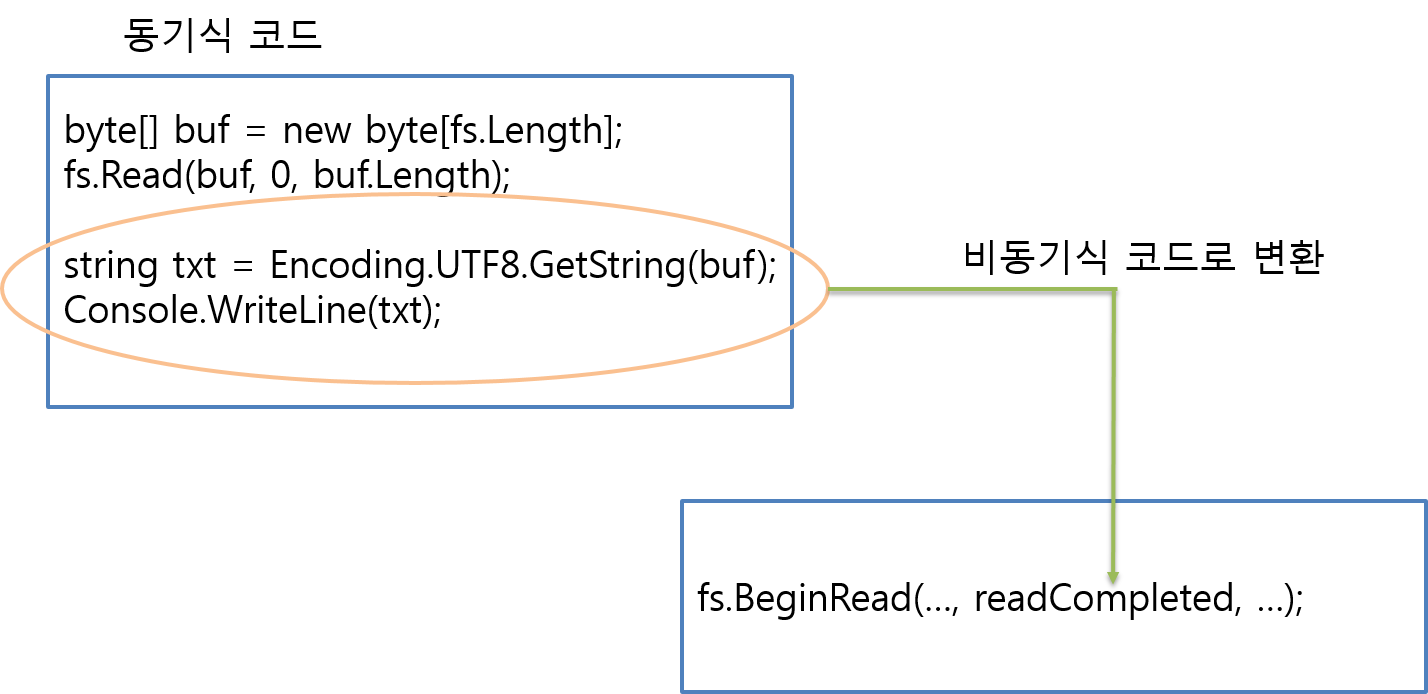 동기식 코드
byte[] buf = new byte[fs.Length];
fs.Read(buf, 0, buf.Length);
string txt = Encoding.UTF8.GetString(buf);
Console.WriteLine(txt);
비동기식 코드로 변환
fs.BeginRead(..., readCompleted, ...);